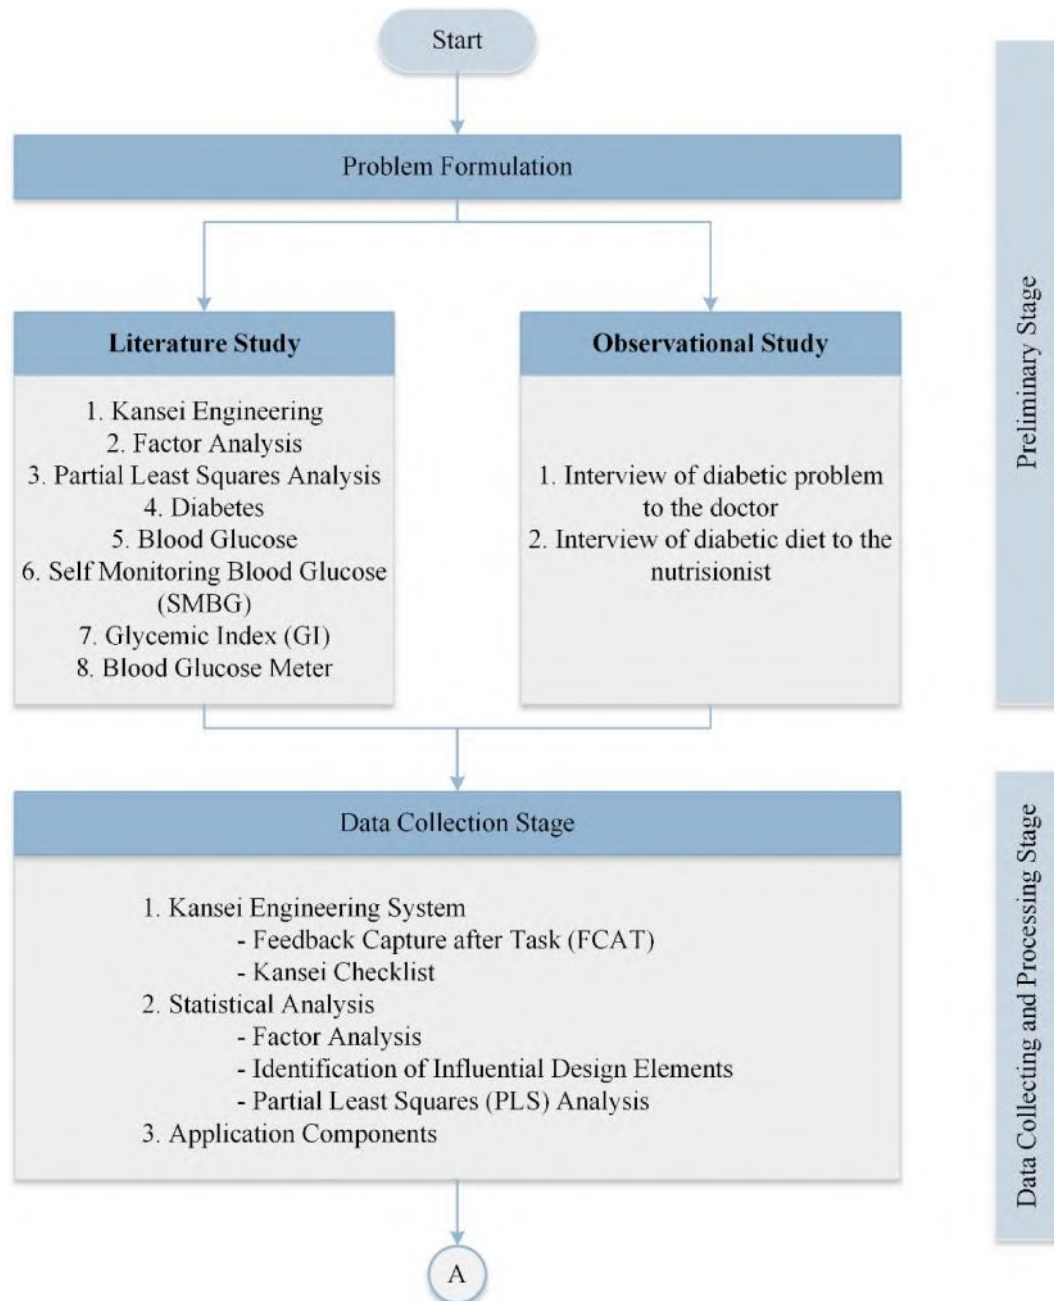 Start
Problem Formulation
Literature Study
1. Kansei Engineering
2. Factor Analysis
3. Partial Least Squares Analysis
4. Diabetes
5. Blood Glucose
6. Self Monitoring Blood Glucose
(SMBG)
7. Glycemic Index (GI)
8. Blood Glucose Meter
Observational Study
1. Interview of diabetic problem
to the doctor
2. Interview of diabetic diet to the
nutrisionist
Preliminary Stage
Data Collection Stage
1. Kansei Engineering System
- Feedback Capture after Task (FCAT)
- Kansei Checklist
2. Statistical Analysis
- Factor Analysis
- Identification of Influential Design Elements
- Partial Least Squares (PLS) Analysis
3. Application Components
Data Collecting and Processing Stage
A